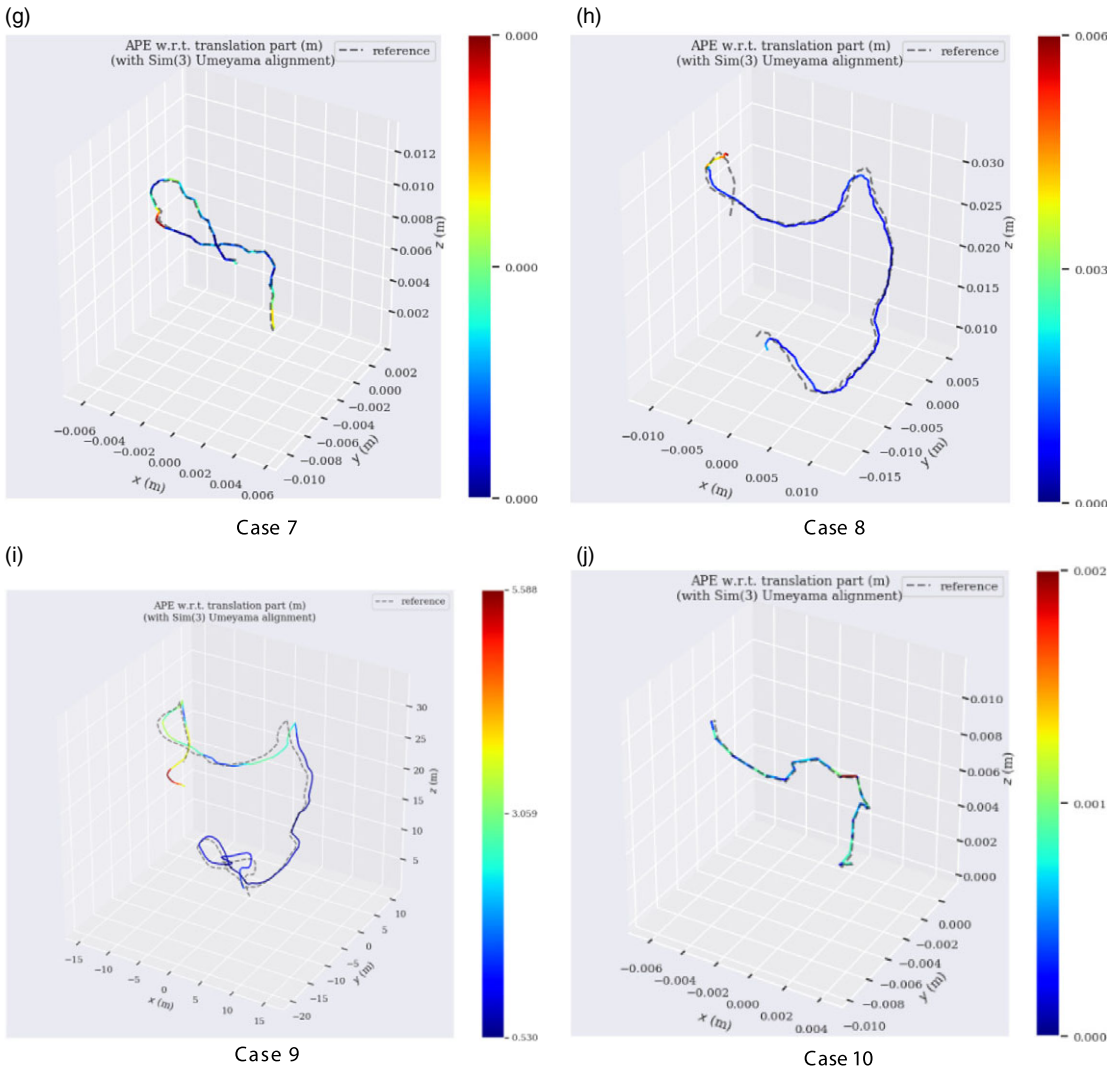 (g)
APE w.r.t. translation part (m)
(with Sim(3) Umeyama alignment)
reference
0.000
0.000
0.000
0.012
0.010
0.008
0.006
0.004
0.002
z (m)
0.002
0.000
−0.002
−0.004
−0.006
−0.008
−0.010
y (m)
−0.006
−0.004
−0.002
0.000
0.002
0.004
0.006
x (m)
Case 7
(h)
APE w.r.t. translation part (m)
(with Sim(3) Umeyama alignment)
reference
0.006
0.003
0.000
0.030
0.025
0.020
0.015
0.010
z (m)
0.005
0.000
−0.005
−0.010
−0.015
y (m)
−0.010
−0.005
0.000
0.005
0.010
x (m)
Case 8
(i)
APE w.r.t. translation part (m)
(with Sim(3) Umeyama alignment)
reference
5.588
3.059
0.530
30
25
20
15
10
5
z (m)
10
5
0
−5
−10
−15
−20
y (m)
−15
−10
−5
0
5
10
15
x (m)
Case 9
(j)
APE w.r.t. translation part (m)
(with Sim(3) Umeyama alignment)
reference
0.002
0.001
0.000
0.010
0.008
0.006
0.004
0.002
0.000
z (m)
0.000
−0.002
−0.004
−0.006
−0.008
−0.010
y (m)
−0.006
−0.004
−0.002
0.000
0.002
0.004
x (m)
Case 10